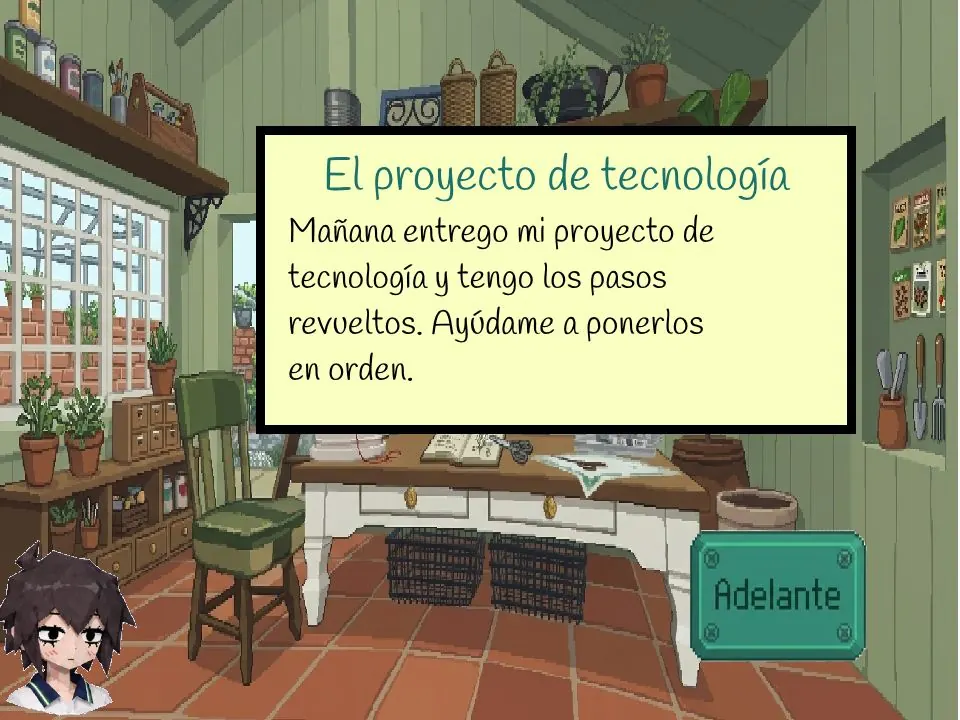 El proyecto de tecnología
Mañana entrego mi proyecto de
tecnología y tengo los pasos
revueltos. Ayúdame a ponerlos
en orden.
Adelante